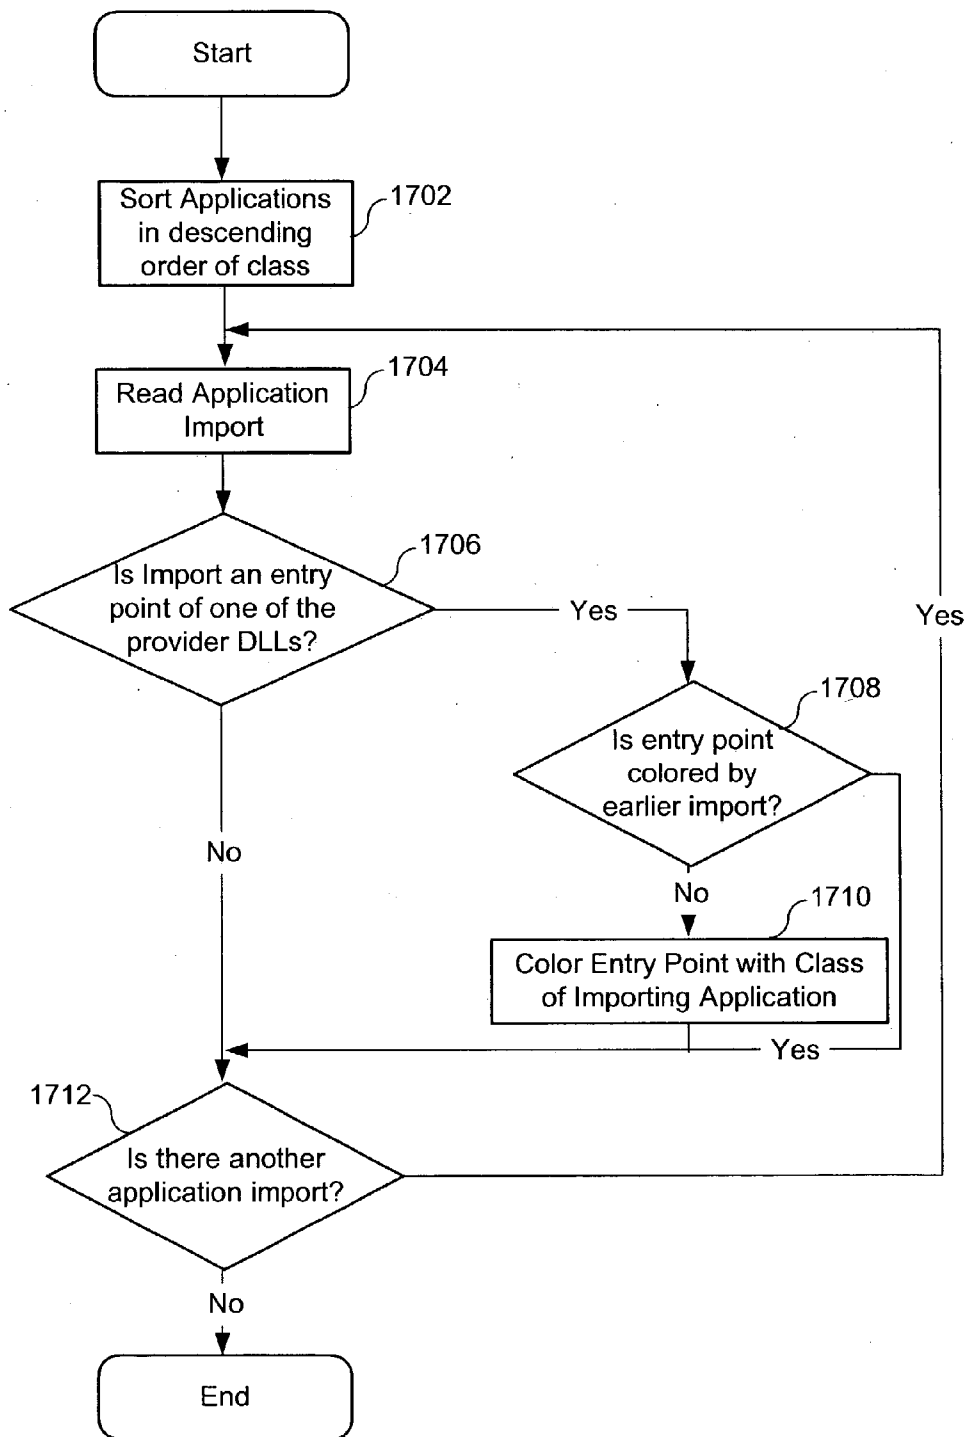 Start
Sort Applications
in descending
order of class
1702
Read Application
Import
1704
Is Import an entry
point of one of the
provider DLLs?
1706
Yes
Yes
Is entry point
colored by
earlier import?
1708
No
No
Color Entry Point with Class
of Importing Application
1710
Yes
Is there another
application import?
1712
No
End